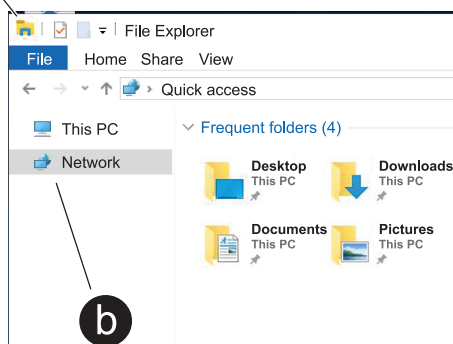 File Explorer
File Home Share View
Quick access
This PC
Network
Frequent folders (4)
Desktop
This PC
Downloads
This PC
Documents
This PC
Pictures
This PC
b